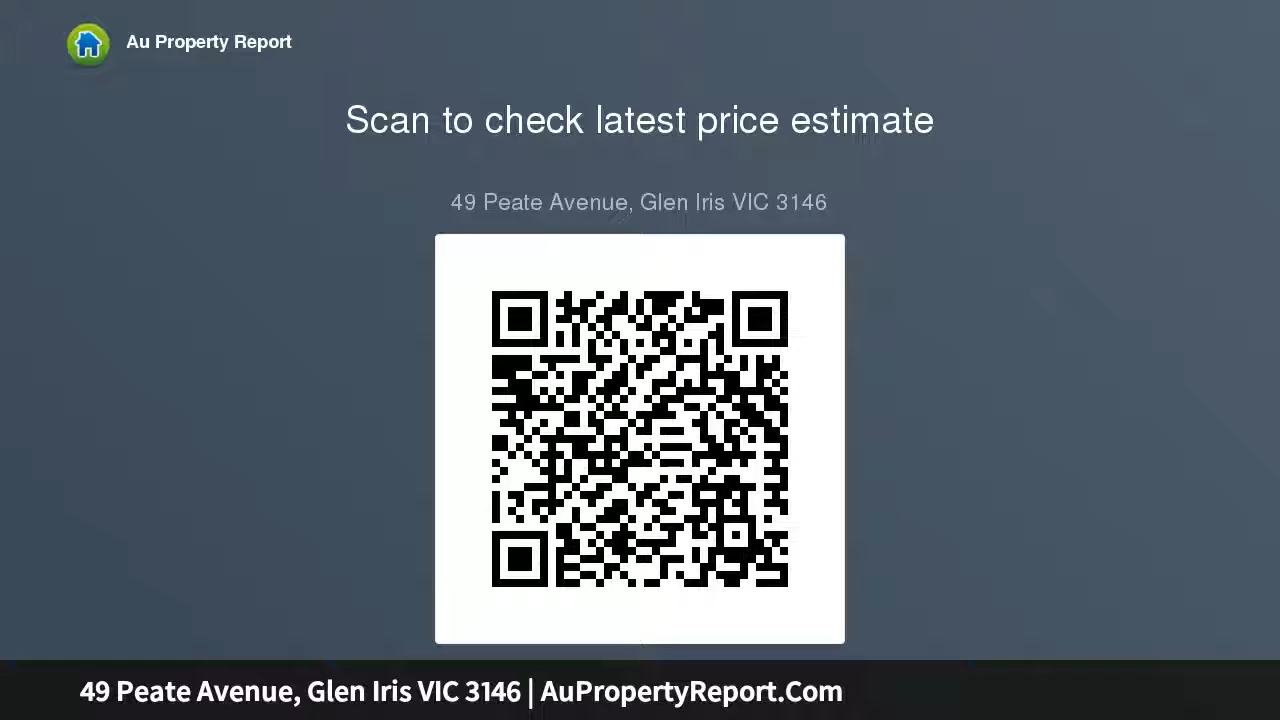 Au Property Report
Scan to check latest price estimate
49 Peate Avenue, Glen Iris VIC 3146
49 Peate Avenue, Glen Iris VIC 3146 | AuPropertyReport.Com